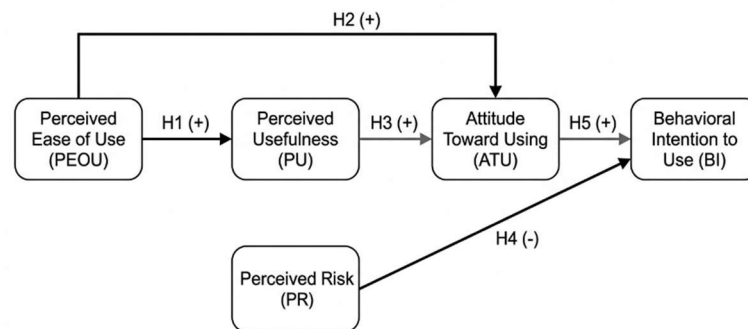 H2 (+)
Perceived
Ease of Use
(PEOU)
H1 (+)
Perceived
Usefulness
(PU)
H3 (+)
Attitude
Toward Using
(ATU)
H5 (+)
Behavioral
Intention to
Use (BI)
H4 (-)
Perceived Risk
(PR)